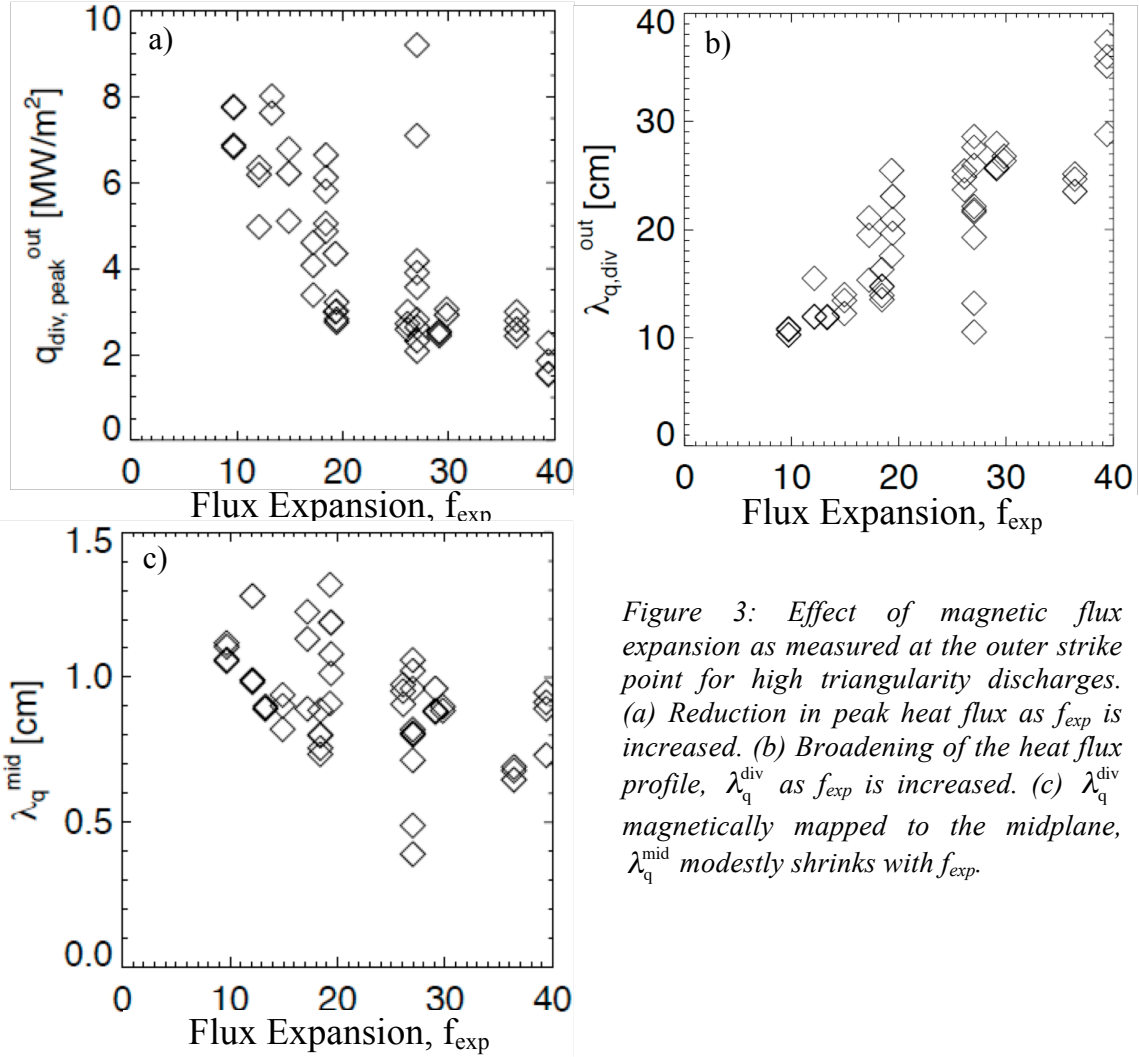 a)
10
8
6
4
2
0
q_div, peak^out [MW/m²]
0 10 20 30 40
Flux Expansion, f_exp
b)
40
30
20
10
0
λ_q,div^out [cm]
0 10 20 30 40
Flux Expansion, f_exp
c)
1.5
1.0
0.5
0.0
λ_q^mid [cm]
0 10 20 30 40
Flux Expansion, f_exp
Figure 3: Effect of magnetic flux
expansion as measured at the outer strike
point for high triangularity discharges.
(a) Reduction in peak heat flux as f_exp is
increased. (b) Broadening of the heat flux
profile, λ_q^div as f_exp is increased. (c) λ_q^div
magnetically mapped to the midplane,
λ_q^mid modestly shrinks with f_exp.